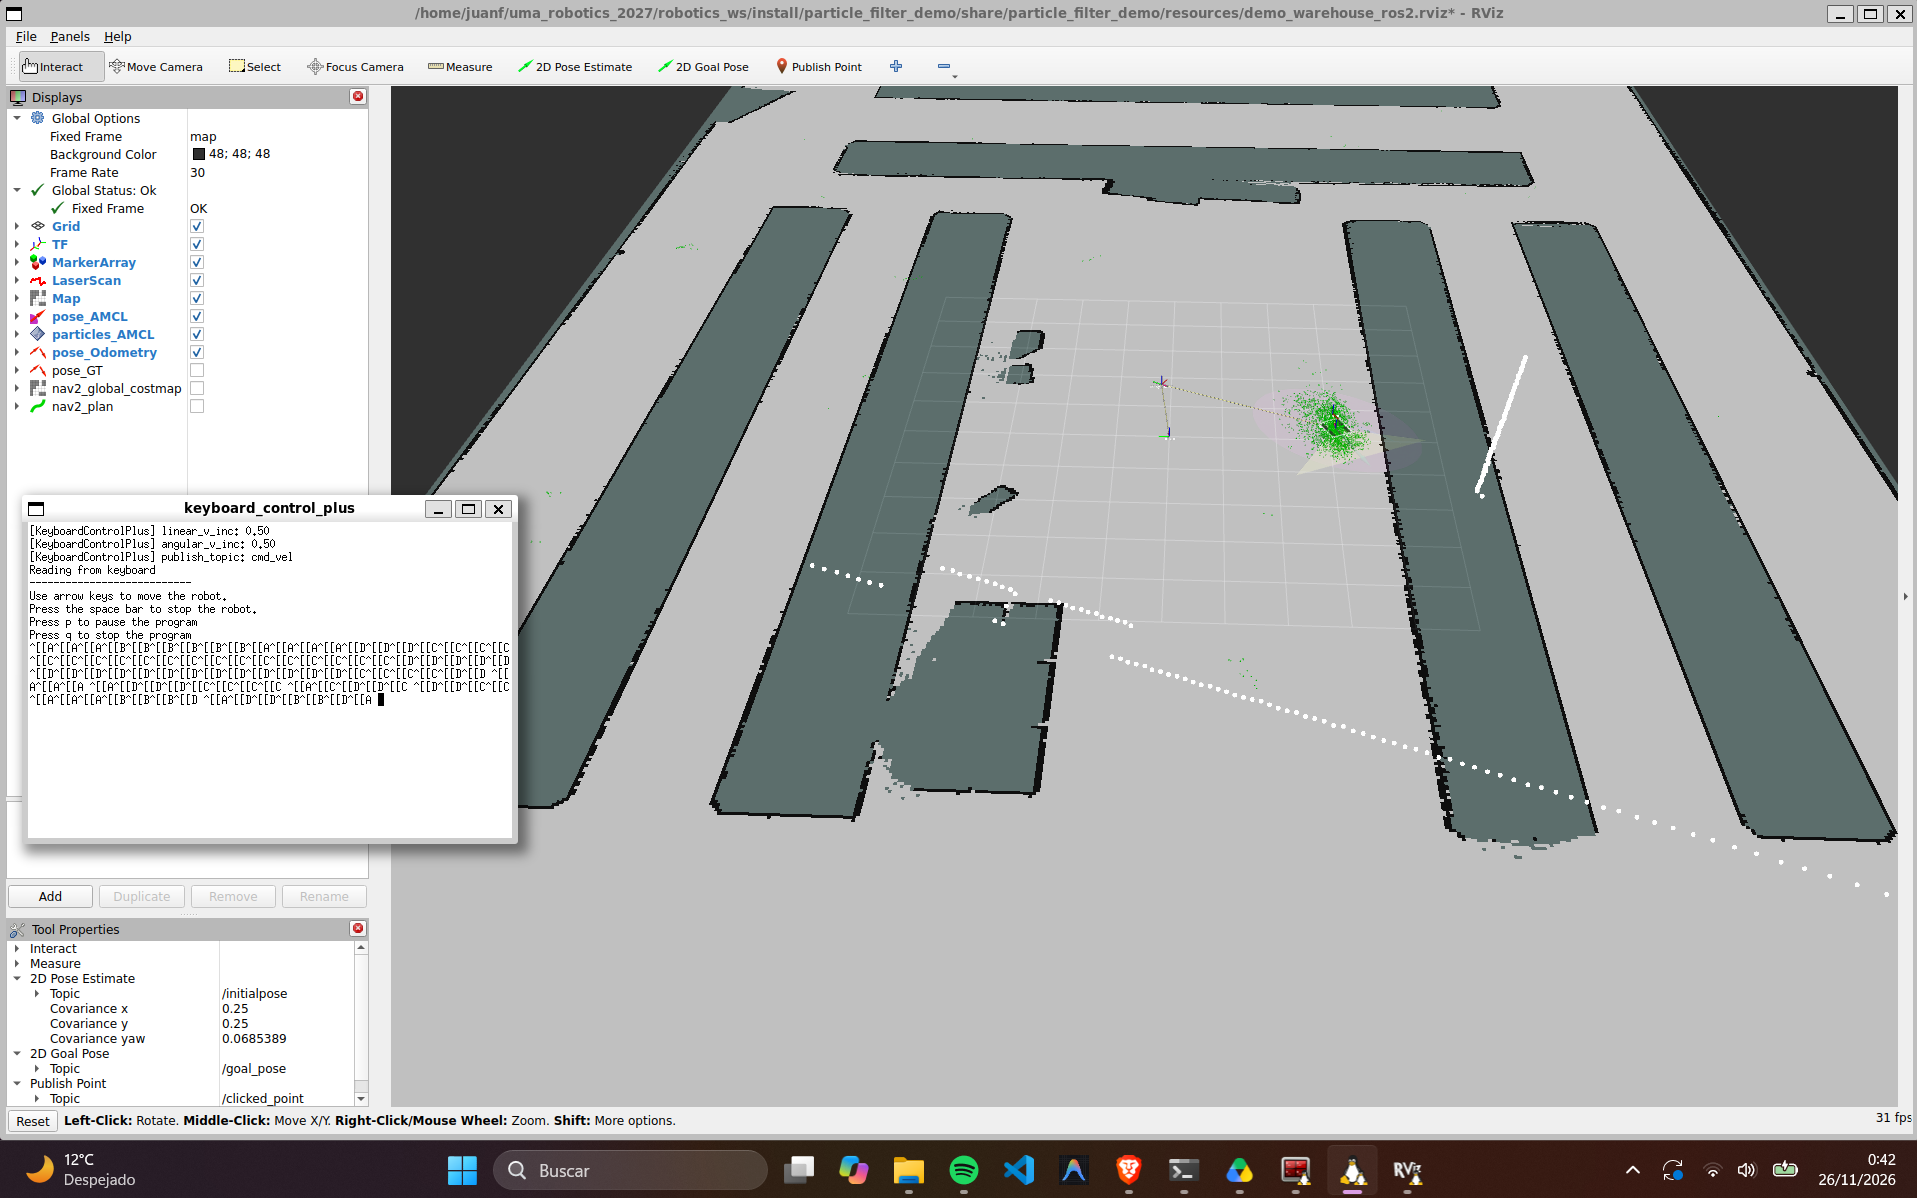 /home/juanf/uma_robotics_2027/robotics_ws/install/particle_filter_demo/share/particle_filter_demo/resources/demo_warehouse_ros2.rviz* - RViz
File Panels Help
Interact Move Camera Select Focus Camera Measure 2D Pose Estimate 2D Goal Pose Publish Point
Displays
Global Options
Fixed Frame map
Background Color 48; 48; 48
Frame Rate 30
Global Status: Ok
Fixed Frame OK
Grid
TF
MarkerArray
LaserScan
Map
pose_AMCL
particles_AMCL
pose_Odometry
pose_GT
nav2_global_costmap
nav2_plan
keyboard_control_plus
[KeyboardControlPlus] linear_v_inc: 0.50
[KeyboardControlPlus] angular_v_inc: 0.50
[KeyboardControlPlus] publish_topic: cmd_vel
Reading from keyboard
---------------------------
Use arrow keys to move the robot.
Press the space bar to stop the robot.
Press p to pause the program
Press q to stop the program
^[[A^[[A^[[A^[[B^[[B^[[B^[[B^[[B^[[B^[[A^[[A^[[A^[[A^[[D^[[D^[[D^[[C^[[C^[[C^[[C
^[[C^[[C^[[C^[[C^[[C^[[C^[[C^[[C^[[C^[[C^[[C^[[C^[[C^[[C^[[C^[[D^[[D^[[D^[[D^[[D
^[[D^[[D^[[D^[[D^[[D^[[D^[[D^[[D^[[D^[[D^[[D^[[C^[[C^[[C^[[C^[[C^[[D^[[D ^[[
A^[[A^[[A ^[[A^[[D^[[D^[[D^[[C^[[C^[[C^[[C ^[[A^[[C^[[D^[[D^[[C ^[[D^[[D^[[C^[[C
^[[A^[[A^[[A^[[A^[[B^[[B^[[B^[[D ^[[A^[[D^[[D^[[B^[[B^[[D^[[A
Add Duplicate Remove Rename
Tool Properties
Interact
Measure
2D Pose Estimate
Topic /initialpose
Covariance x 0.25
Covariance y 0.25
Covariance yaw 0.0685389
2D Goal Pose
Topic /goal_pose
Publish Point
Topic /clicked_point
Reset Left-Click: Rotate. Middle-Click: Move X/Y. Right-Click/Mouse Wheel: Zoom. Shift: More options. 31 fps
12°C
Despejado
Buscar
RViz
0:42
26/11/2026